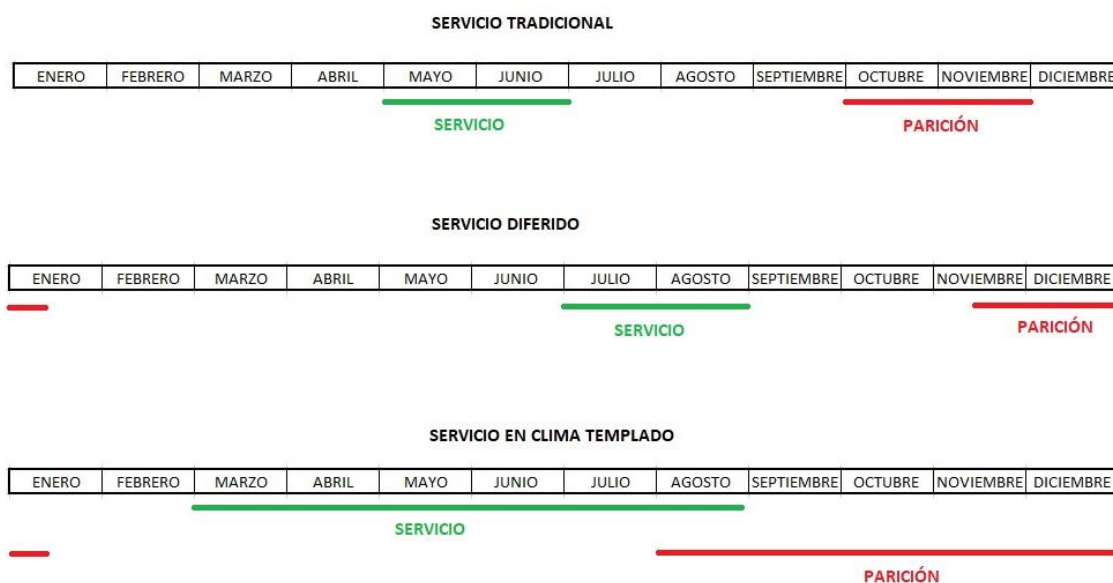 SERVICIO TRADICIONAL
ENERO FEBRERO MARZO ABRIL MAYO JUNIO JULIO AGOSTO SEPTIEMBRE OCTUBRE NOVIEMBRE DICIEMBRE
SERVICIO PARICIÓN
SERVICIO DIFERIDO
ENERO FEBRERO MARZO ABRIL MAYO JUNIO JULIO AGOSTO SEPTIEMBRE OCTUBRE NOVIEMBRE DICIEMBRE
SERVICIO PARICIÓN
SERVICIO EN CLIMA TEMPLADO
ENERO FEBRERO MARZO ABRIL MAYO JUNIO JULIO AGOSTO SEPTIEMBRE OCTUBRE NOVIEMBRE DICIEMBRE
SERVICIO
PARICIÓN